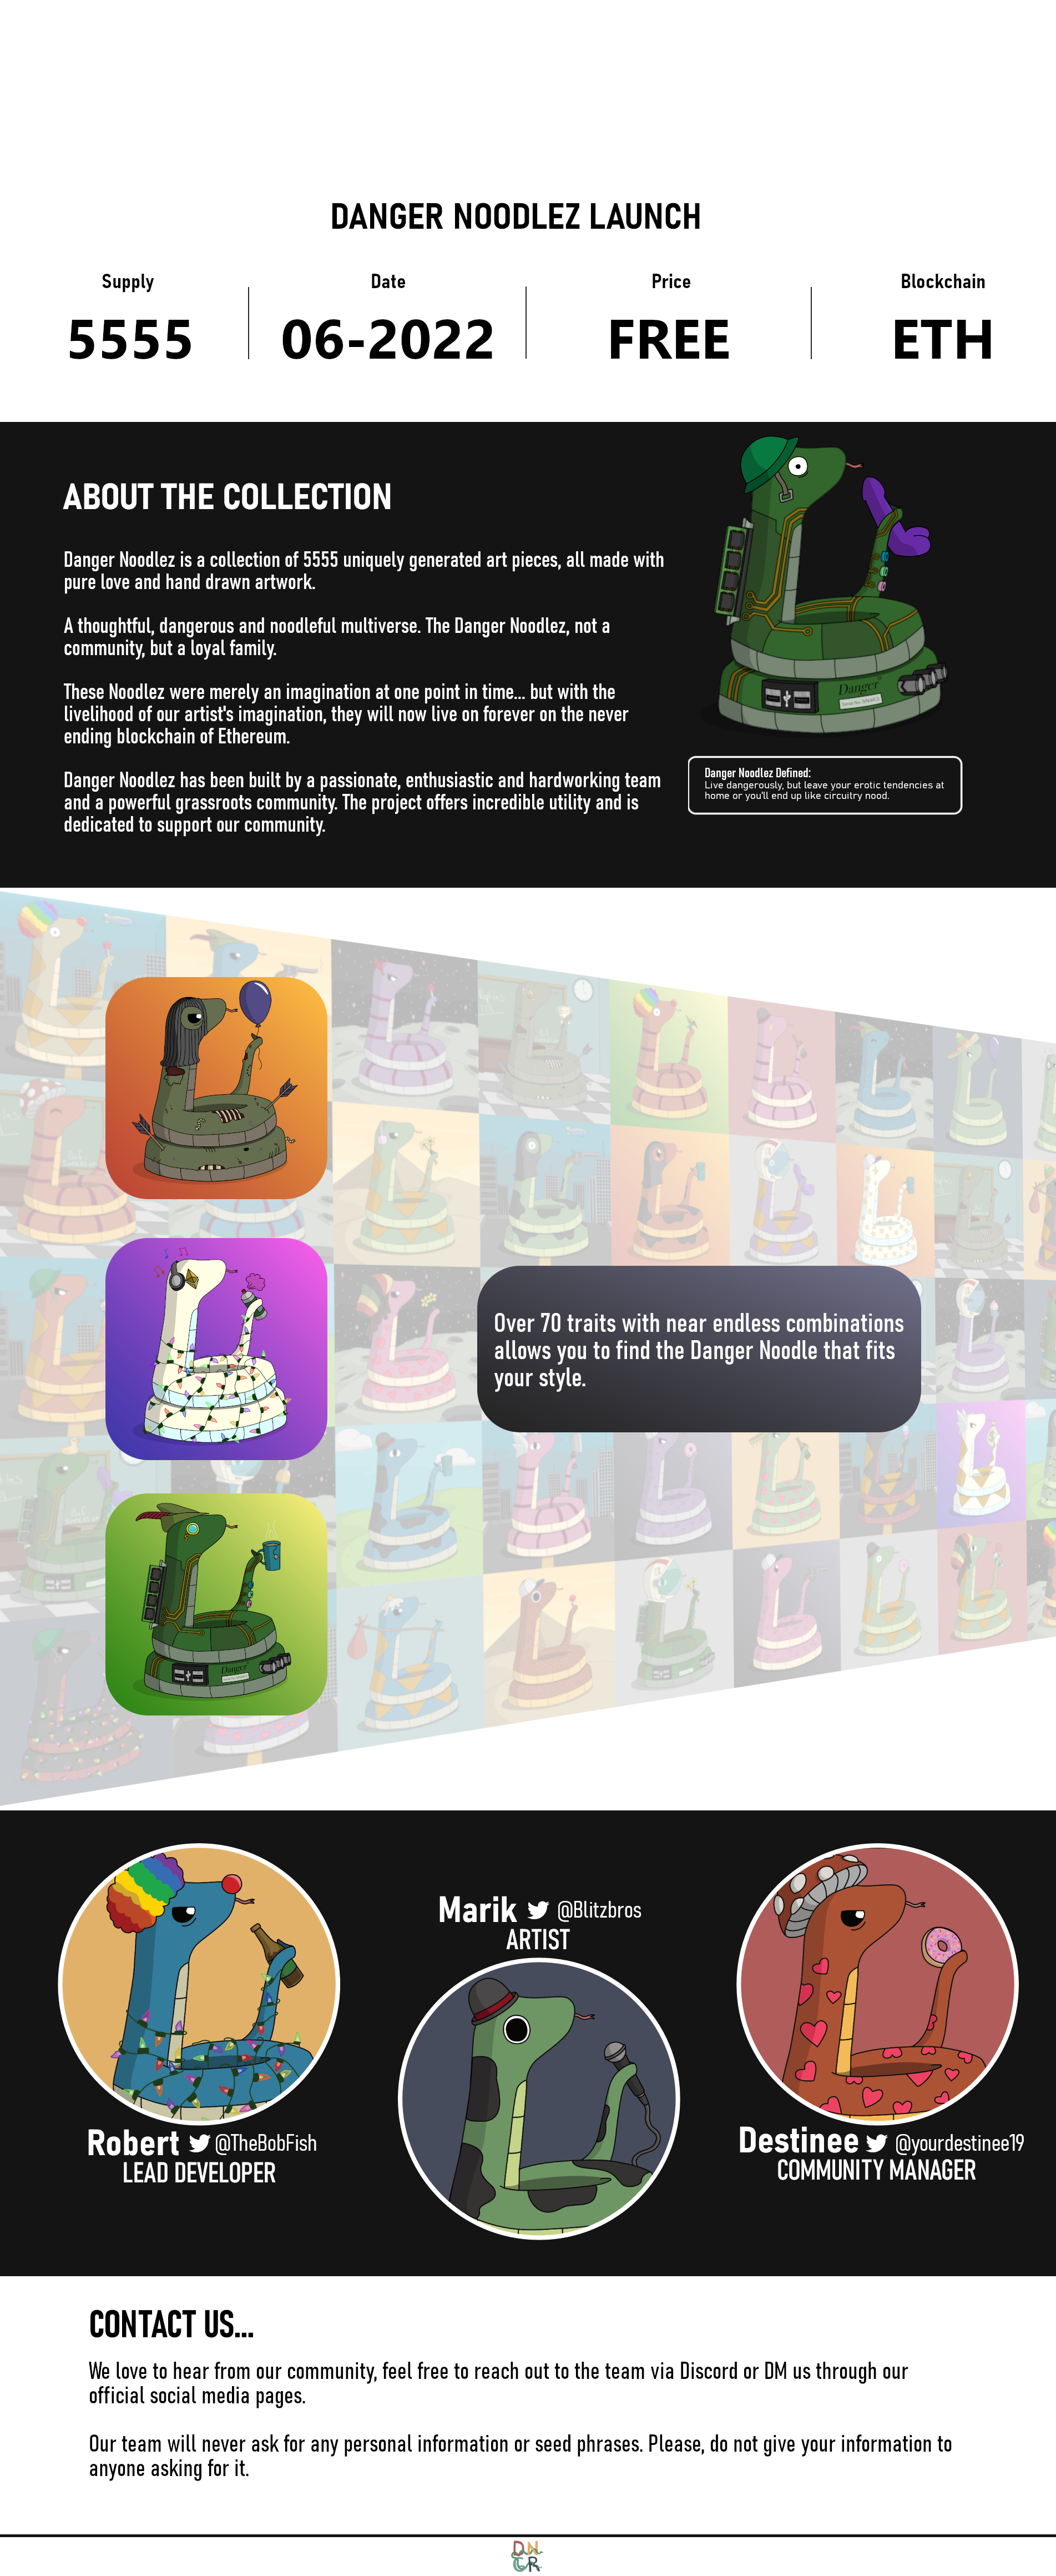 DANGER NOODLEZ LAUNCH
Supply
Date
Price
Blockchain
5555
06-2022
FREE
ETH
ABOUT THE COLLECTION
Danger Noodlez is a collection of 5555 uniquely generated art pieces, all made with
pure love and hand drawn artwork.
A thoughtful, dangerous and noodleful multiverse. The Danger Noodlez, not a
community, but a loyal family.
These Noodlez were merely an imagination at one point in time... but with the
livelihood of our artist's imagination, they will now live on forever on the never
ending blockchain of Ethereum.
Danger Noodlez has been built by a passionate, enthusiastic and hardworking team
and a powerful grassroots community. The project offers incredible utility and is
dedicated to support our community.
Danger
Danger Noodlez Defined:
Live dangerously, but leave your erotic tendencies at
home or you'll end up like circuitry nood.
Over 70 traits with near endless combinations
allows you to find the Danger Noodle that fits
your style.
Danger
Marik @Blitzbros
ARTIST
Robert @TheBobFish
LEAD DEVELOPER
Destinee @yourdestinee19
COMMUNITY MANAGER
CONTACT US...
We love to hear from our community, feel free to reach out to the team via Discord or DM us through our
official social media pages.
Our team will never ask for any personal information or seed phrases. Please, do not give your information to
anyone asking for it.
DN
GR